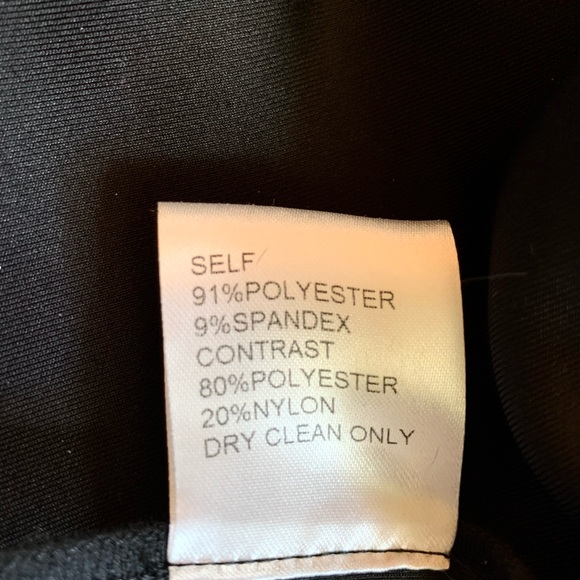 SELF
91%POLYESTER
9%SPANDEX
CONTRAST
80%POLYESTER
20%NYLON
DRY CLEAN ONLY